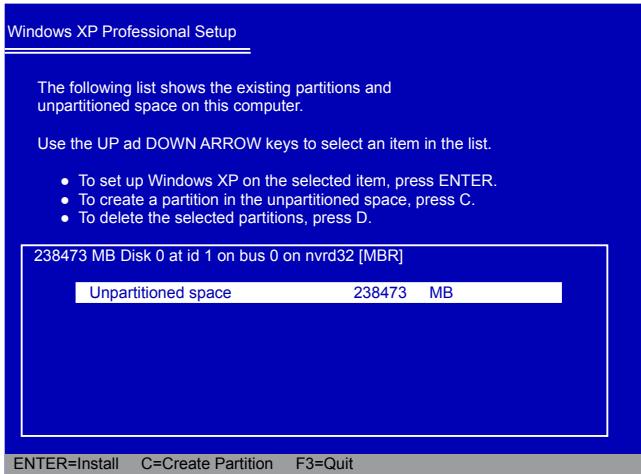 Windows XP Professional Setup
The following list shows the existing partitions and
unpartitioned space on this computer.
Use the UP ad DOWN ARROW keys to select an item in the list.
● To set up Windows XP on the selected item, press ENTER.
● To create a partition in the unpartitioned space, press C.
● To delete the selected partitions, press D.
238473 MB Disk 0 at id 1 on bus 0 on nvrd32 [MBR]
Unpartitioned space 238473 MB
ENTER=Install C=Create Partition F3=Quit